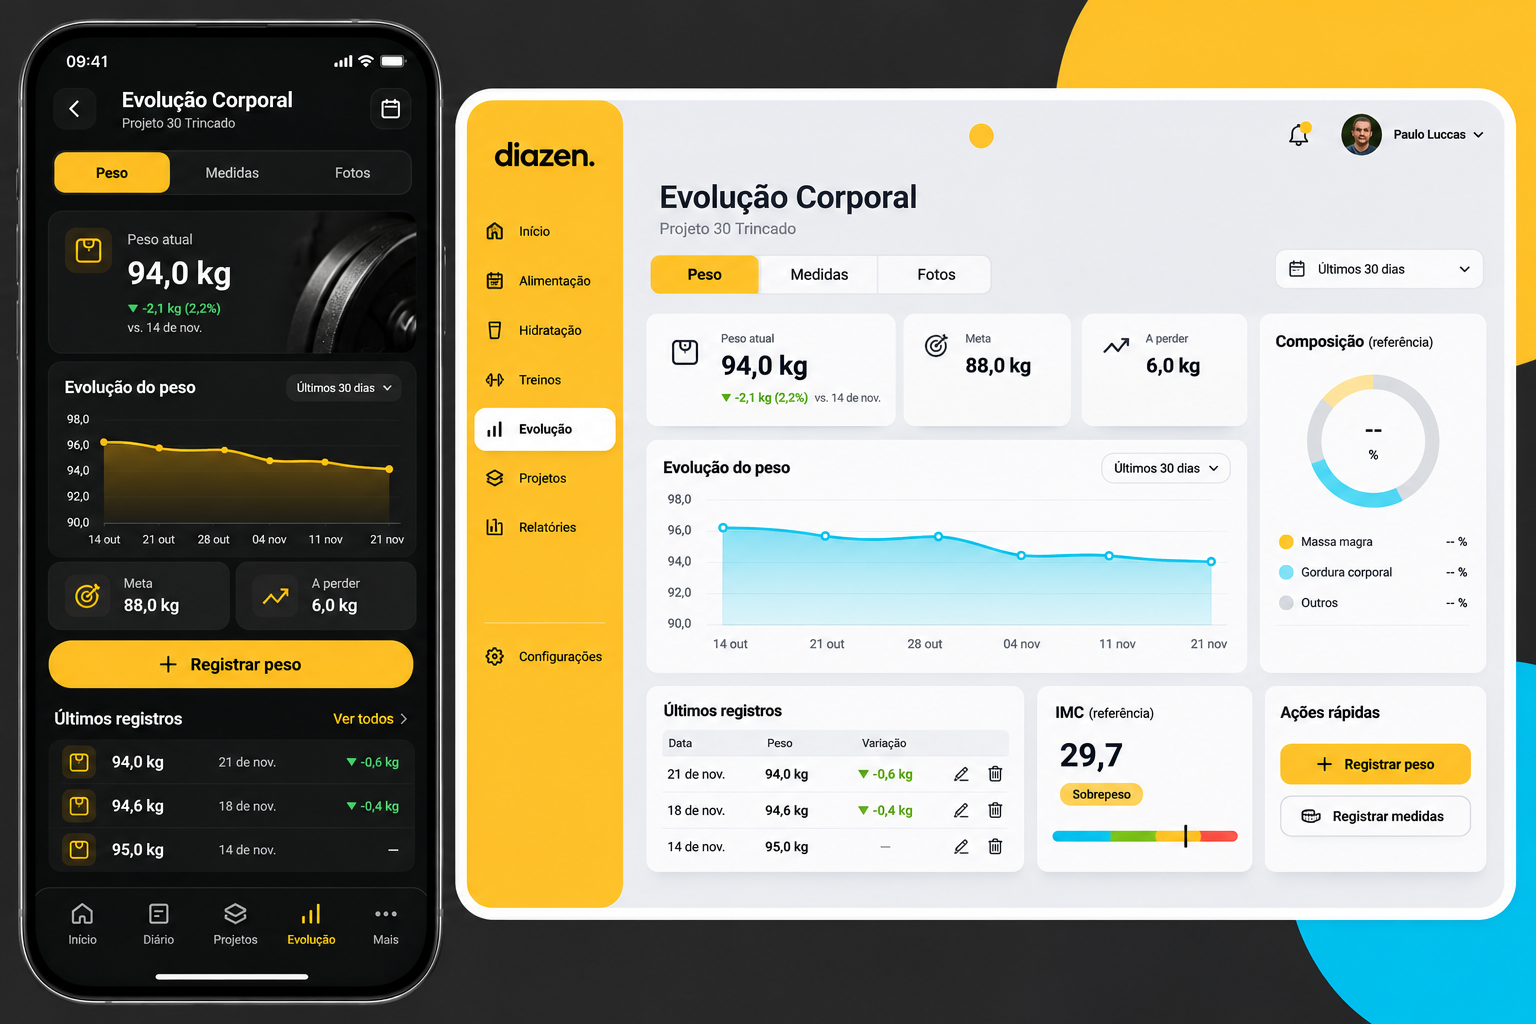 09:41
Evolução Corporal
Projeto 30 Trincado
Peso
Medidas
Fotos
Peso atual
94,0 kg
▼ -2,1 kg (2,2%)
vs. 14 de nov.
Evolução do peso
Últimos 30 dias
98,0
96,0
94,0
92,0
90,0
14 out 21 out 28 out 04 nov 11 nov 21 nov
Meta
88,0 kg
A perder
6,0 kg
+ Registrar peso
Últimos registros
Ver todos >
94,0 kg 21 de nov. ▼ -0,6 kg
94,6 kg 18 de nov. ▼ -0,4 kg
95,0 kg 14 de nov. –
Início
Diário
Projetos
Evolução
Mais
diazen.
Início
Alimentação
Hidratação
Treinos
Evolução
Projetos
Relatóries
Configurações
Paulo Luccas
Evolução Corporal
Projeto 30 Trincado
Peso
Medidas
Fotos
Últimos 30 dias
Peso atual
94,0 kg
▼ -2,1 kg (2,2%) vs. 14 de nov.
Meta
88,0 kg
A perder
6,0 kg
Composição (referência)
--
%
Massa magra -- %
Gordura corporal -- %
Outros -- %
Evolução do peso
Últimos 30 dias
98,0
96,0
94,0
92,0
90,0
14 out 21 out 28 out 04 nov 11 nov 21 nov
Últimos registros
Data Peso Variação
21 de nov. 94,0 kg ▼ -0,6 kg
18 de nov. 94,6 kg ▼ -0,4 kg
14 de nov. 95,0 kg —
IMC (referência)
29,7
Sobrepeso
Ações rápidas
+ Registrar peso
Registrar medidas